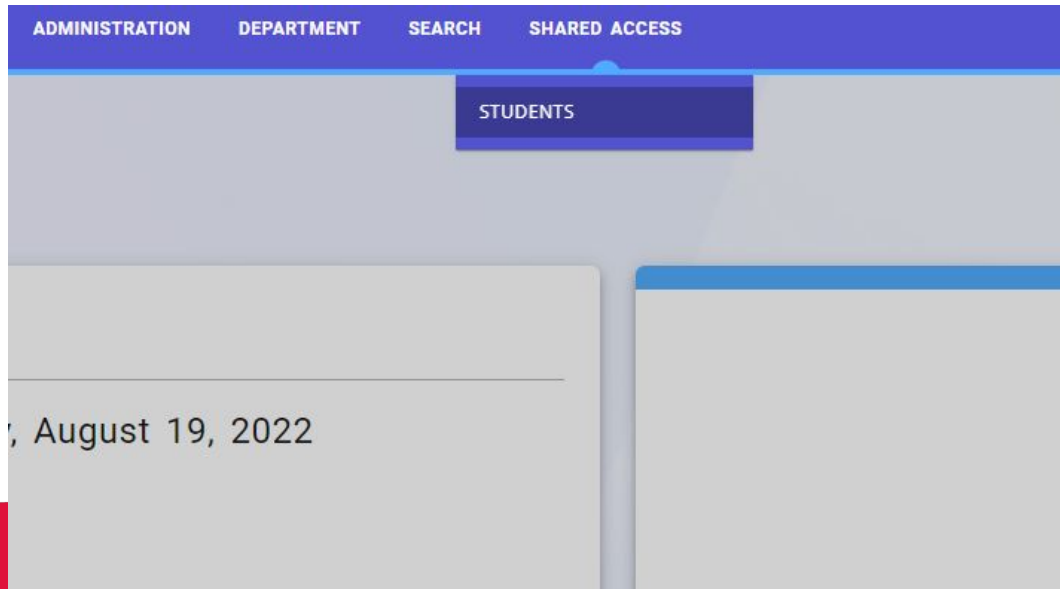 ADMINISTRATION DEPARTMENT SEARCH SHARED ACCESS
STUDENTS
, August 19, 2022